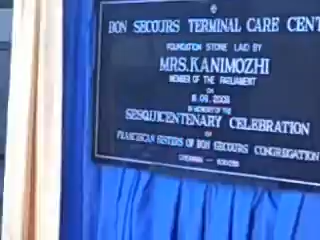 BON SECOURS TERMINAL CARE CENT
FOUNDATION STONE LAID BY
MRS.KANIMOZHI
MEMBER OF THE PARLIAMENT
ON
IN MEMORY OF THE
SESQUICENTENARY CELEBRATION
OF
FRANCISCAN SISTERS OF BON SECOURS CONGREGATION